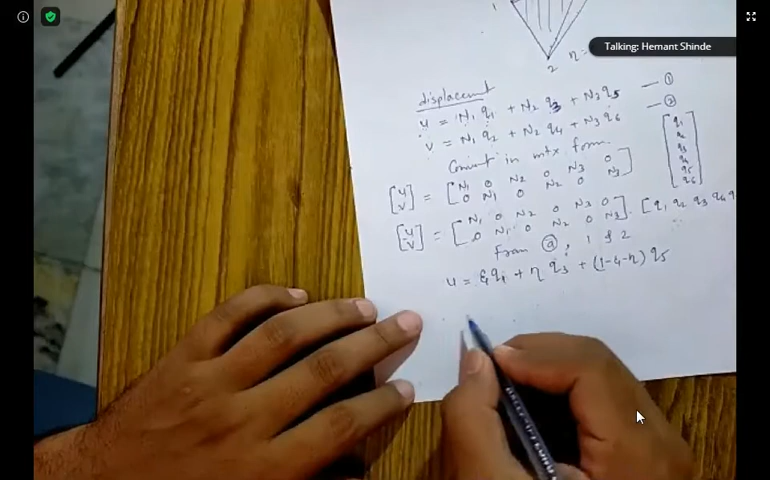 Talking: Hemant Shinde
1
2 η=
displacement
u = N1 q1 + N2 q3 + N3 q5 — ①
v = N1 q2 + N2 q4 + N3 q6 — ②
Convert in mtx form.
[u v] = [N1 0 N2 0 N3 0 0 N1 0 N2 0 N3] [q1 q2 q3 q4 q5 q6]
[u v] = [N1 0 N2 0 N3 0 0 N1 0 N2 0 N3] . [q1 q2 q3 q4 q
from ⓐ, 1 & 2
u = ξq1 + η q3 + (1-ξ-η) q5